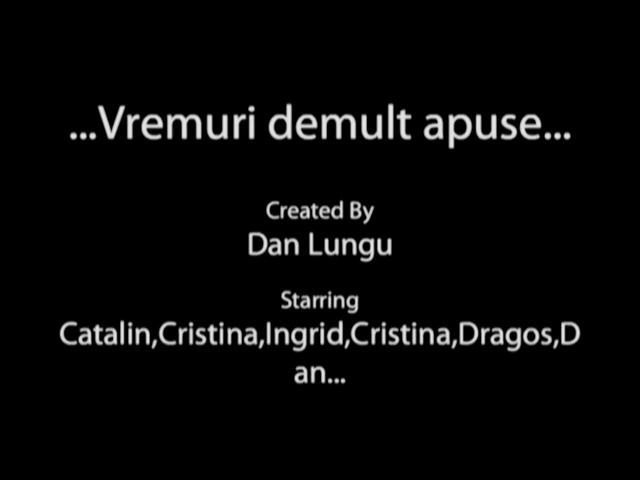 ...Vremuri demult apuse...
Created By
Dan Lungu
Starring
Catalin,Cristina,Ingrid,Cristina,Dragos,D
an...